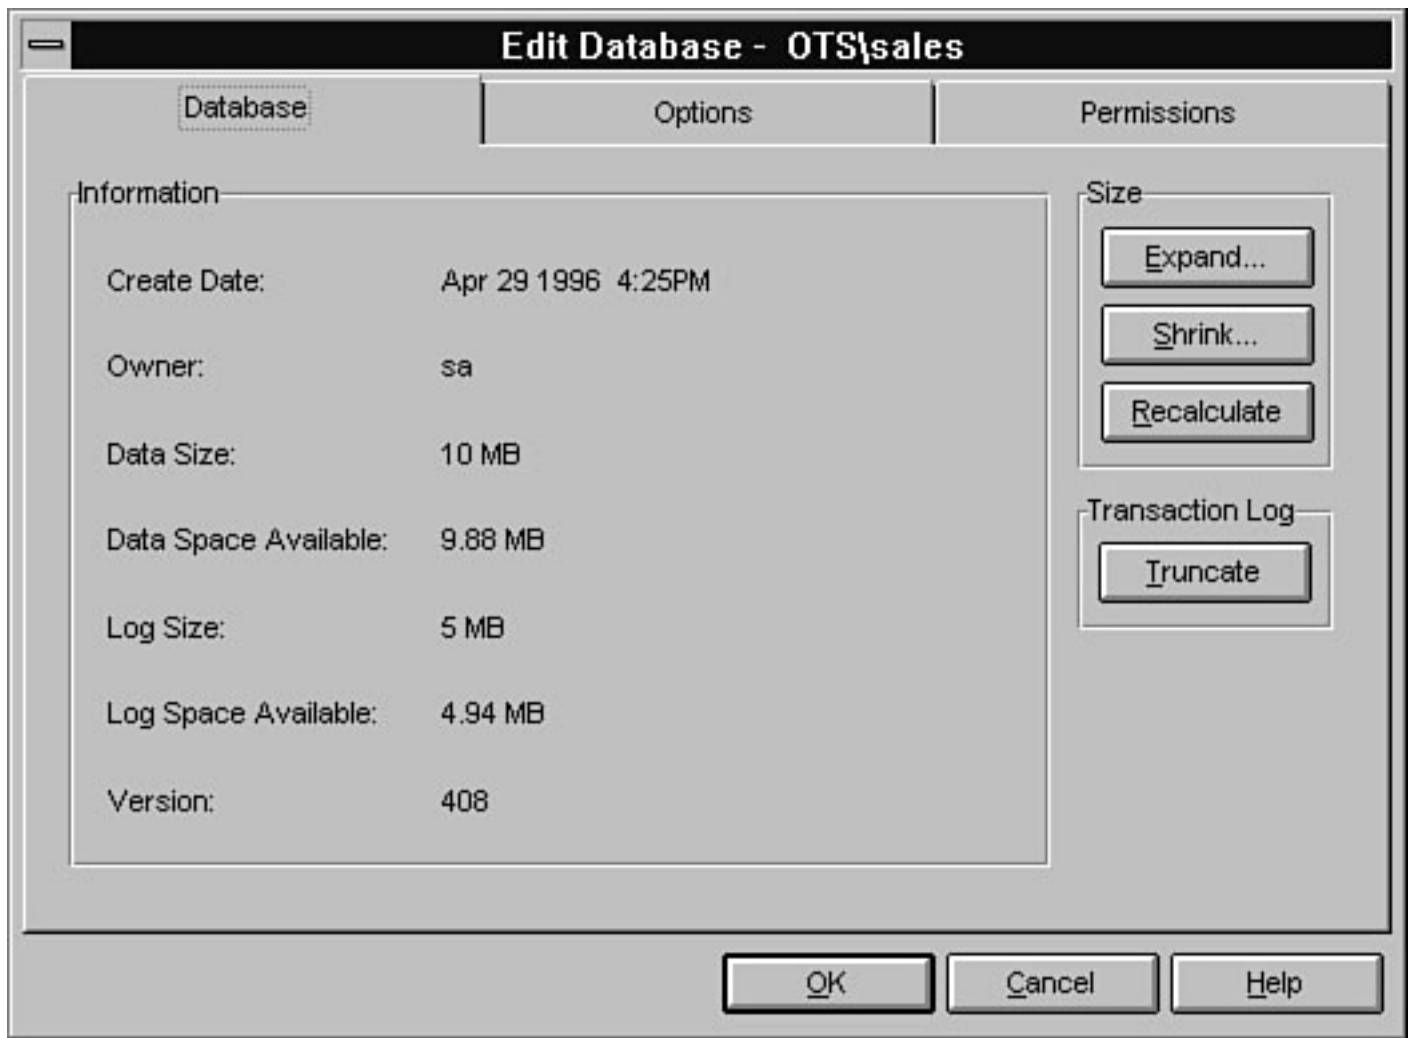 Edit Database - OTS\sales
Database
Options
Permissions
Information
Create Date: Apr 29 1996 4:25PM
Owner: sa
Data Size: 10 MB
Data Space Available: 9.88 MB
Log Size: 5 MB
Log Space Available: 4.94 MB
Version: 408
Size
Expand...
Shrink...
Recalculate
Transaction Log
Truncate
OK
Cancel
Help